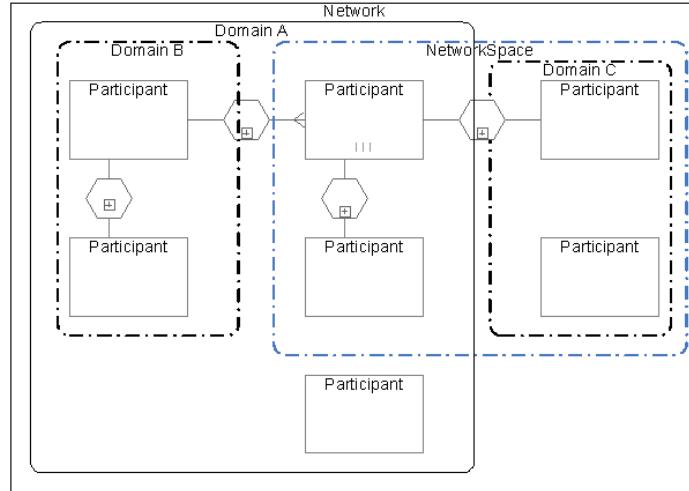 Network
Domain A
Domain B
NetworkSpace
Domain C
Participant
Participant
Participant
Participant
Participant
Participant
Participant